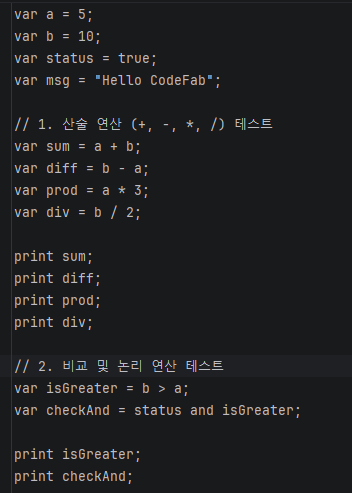 var a = 5;
var b = 10;
var status = true;
var msg = "Hello CodeFab";
// 1. 산술 연산 (+, -, *, /) 테스트
var sum = a + b;
var diff = b - a;
var prod = a * 3;
var div = b / 2;
print sum;
print diff;
print prod;
print div;
// 2. 비교 및 논리 연산 테스트
var isGreater = b > a;
var checkAnd = status and isGreater;
print isGreater;
print checkAnd;